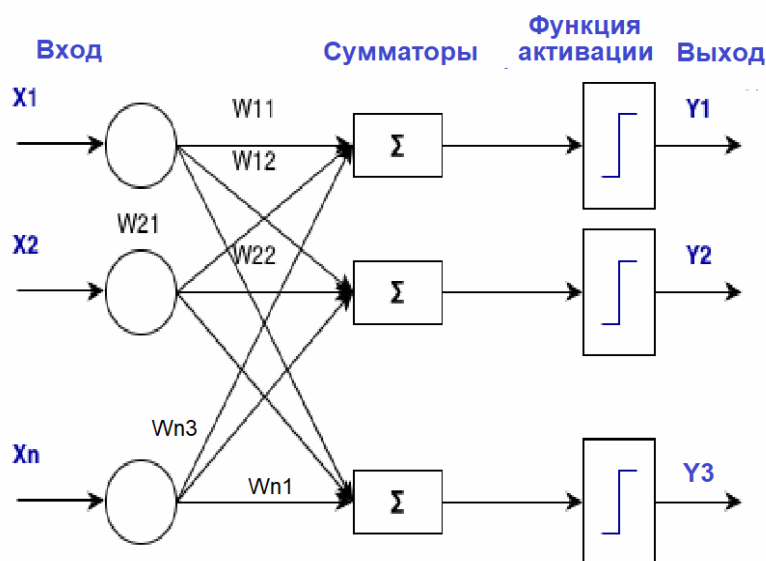 Вход
Сумматоры
Функция
активации
Выход
X1
W11
Σ
Y1
W12
W21
X2
W22
Σ
Y2
Wn3
Xn
Wn1
Σ
Y3